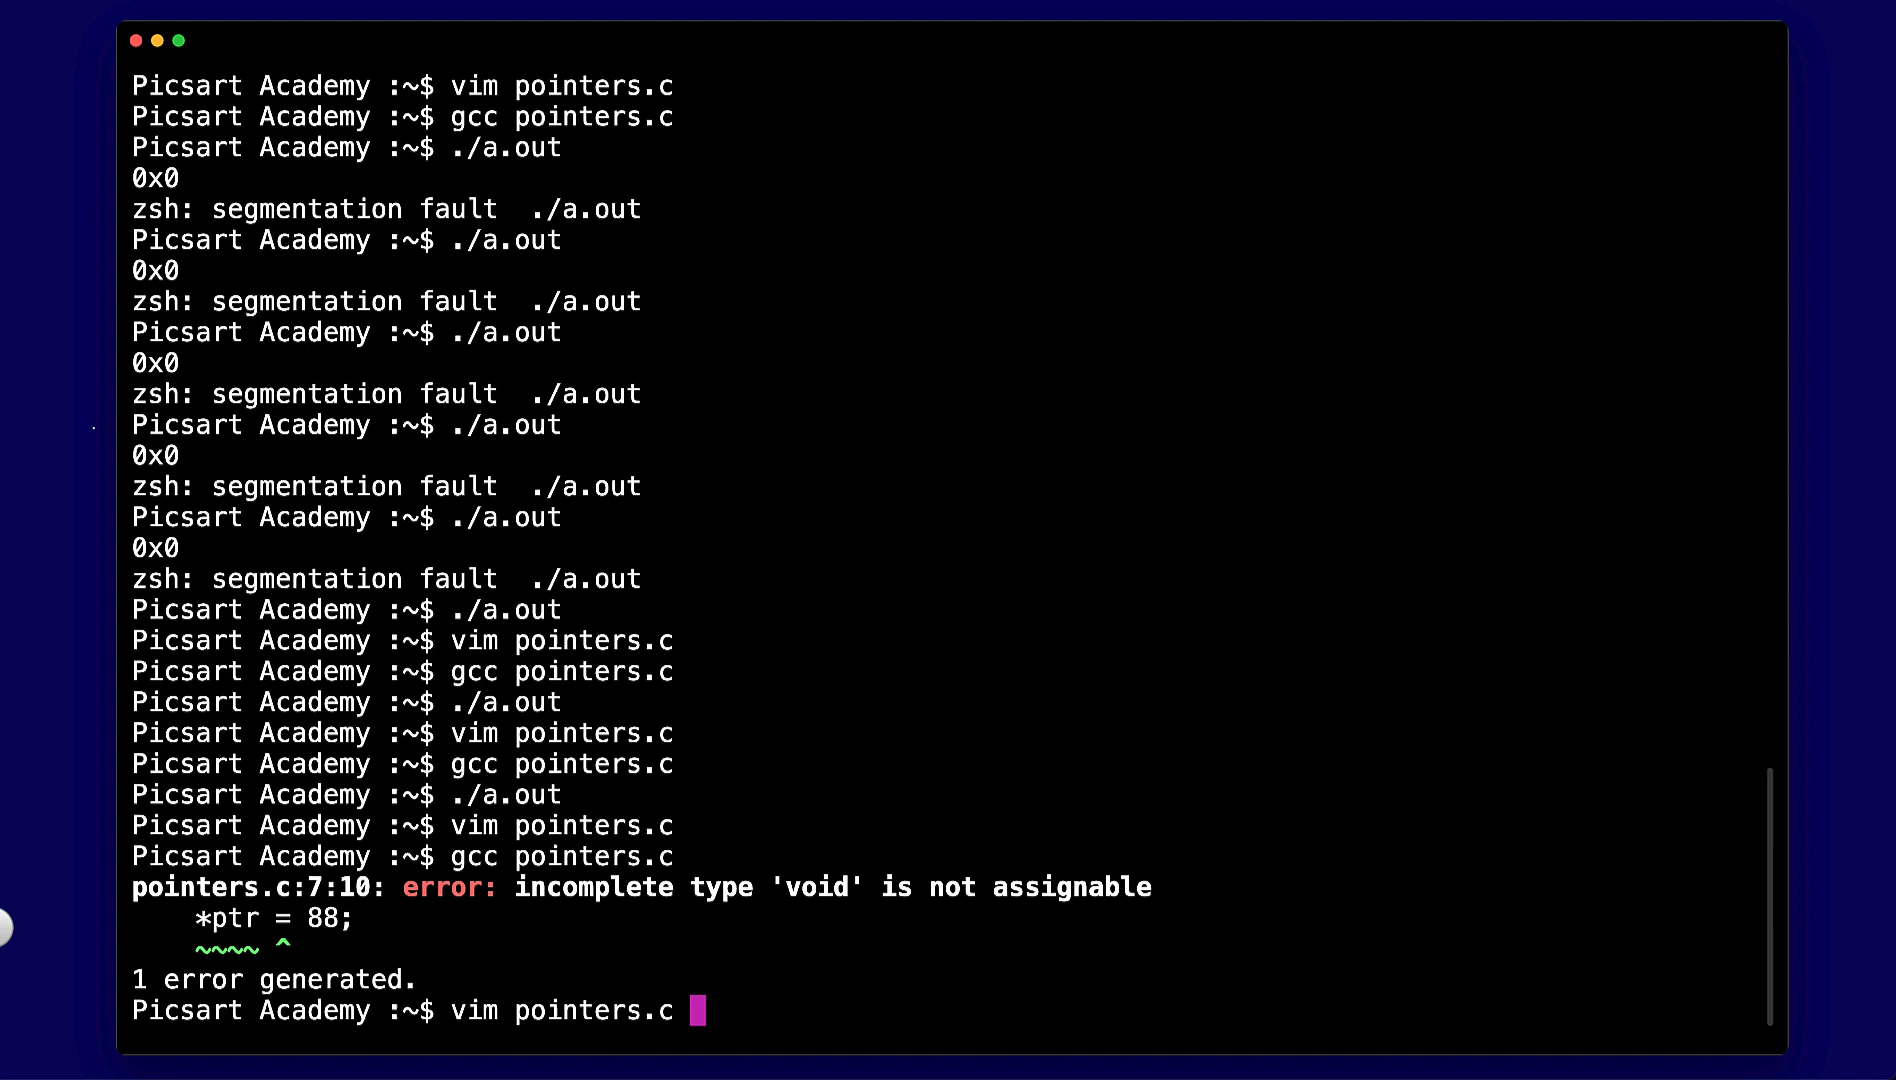 Picsart Academy :~$ vim pointers.c
Picsart Academy :~$ gcc pointers.c
Picsart Academy :~$ ./a.out
0x0
zsh: segmentation fault  ./a.out
Picsart Academy :~$ ./a.out
0x0
zsh: segmentation fault  ./a.out
Picsart Academy :~$ ./a.out
0x0
zsh: segmentation fault  ./a.out
Picsart Academy :~$ ./a.out
0x0
zsh: segmentation fault  ./a.out
Picsart Academy :~$ ./a.out
0x0
zsh: segmentation fault  ./a.out
Picsart Academy :~$ ./a.out
Picsart Academy :~$ vim pointers.c
Picsart Academy :~$ gcc pointers.c
Picsart Academy :~$ ./a.out
Picsart Academy :~$ vim pointers.c
Picsart Academy :~$ gcc pointers.c
Picsart Academy :~$ ./a.out
Picsart Academy :~$ vim pointers.c
Picsart Academy :~$ gcc pointers.c
pointers.c:7:10: error: incomplete type 'void' is not assignable
    *ptr = 88;
    ~~~~ ^
1 error generated.
Picsart Academy :~$ vim pointers.c